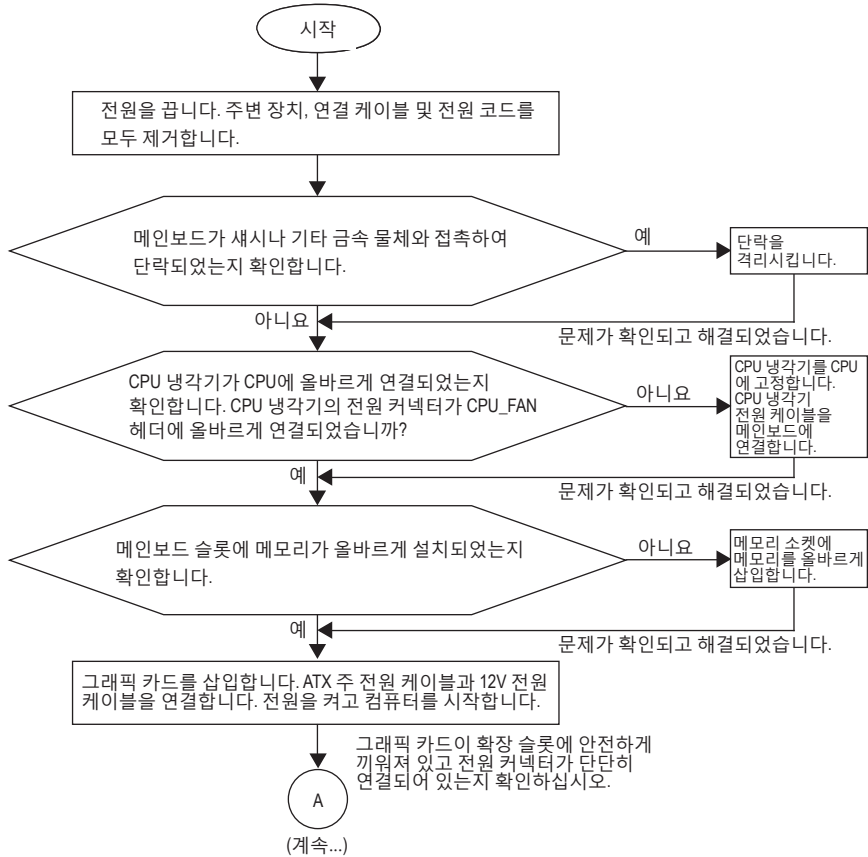 시작
전원을 끕니다. 주변 장치, 연결 케이블 및 전원 코드를
모두 제거합니다.
메인보드가 섀시나 기타 금속 물체와 접촉하여
단락되었는지 확인합니다.
예
단락을
격리시킵니다.
아니요
문제가 확인되고 해결되었습니다.
CPU 냉각기가 CPU에 올바르게 연결되었는지
확인합니다. CPU 냉각기의 전원 커넥터가 CPU_FAN
헤더에 올바르게 연결되었습니까?
아니요
CPU 냉각기를 CPU
에 고정합니다.
CPU 냉각기
전원 케이블을
메인보드에
연결합니다.
예
문제가 확인되고 해결되었습니다.
메인보드 슬롯에 메모리가 올바르게 설치되었는지
확인합니다.
아니요
메모리 소켓에
메모리를 올바르게
삽입합니다.
예
문제가 확인되고 해결되었습니다.
그래픽 카드를 삽입합니다. ATX 주 전원 케이블과 12V 전원
케이블을 연결합니다. 전원을 켜고 컴퓨터를 시작합니다.
그래픽 카드이 확장 슬롯에 안전하게
끼워져 있고 전원 커넥터가 단단히
연결되어 있는지 확인하십시오.
A
(계속...)